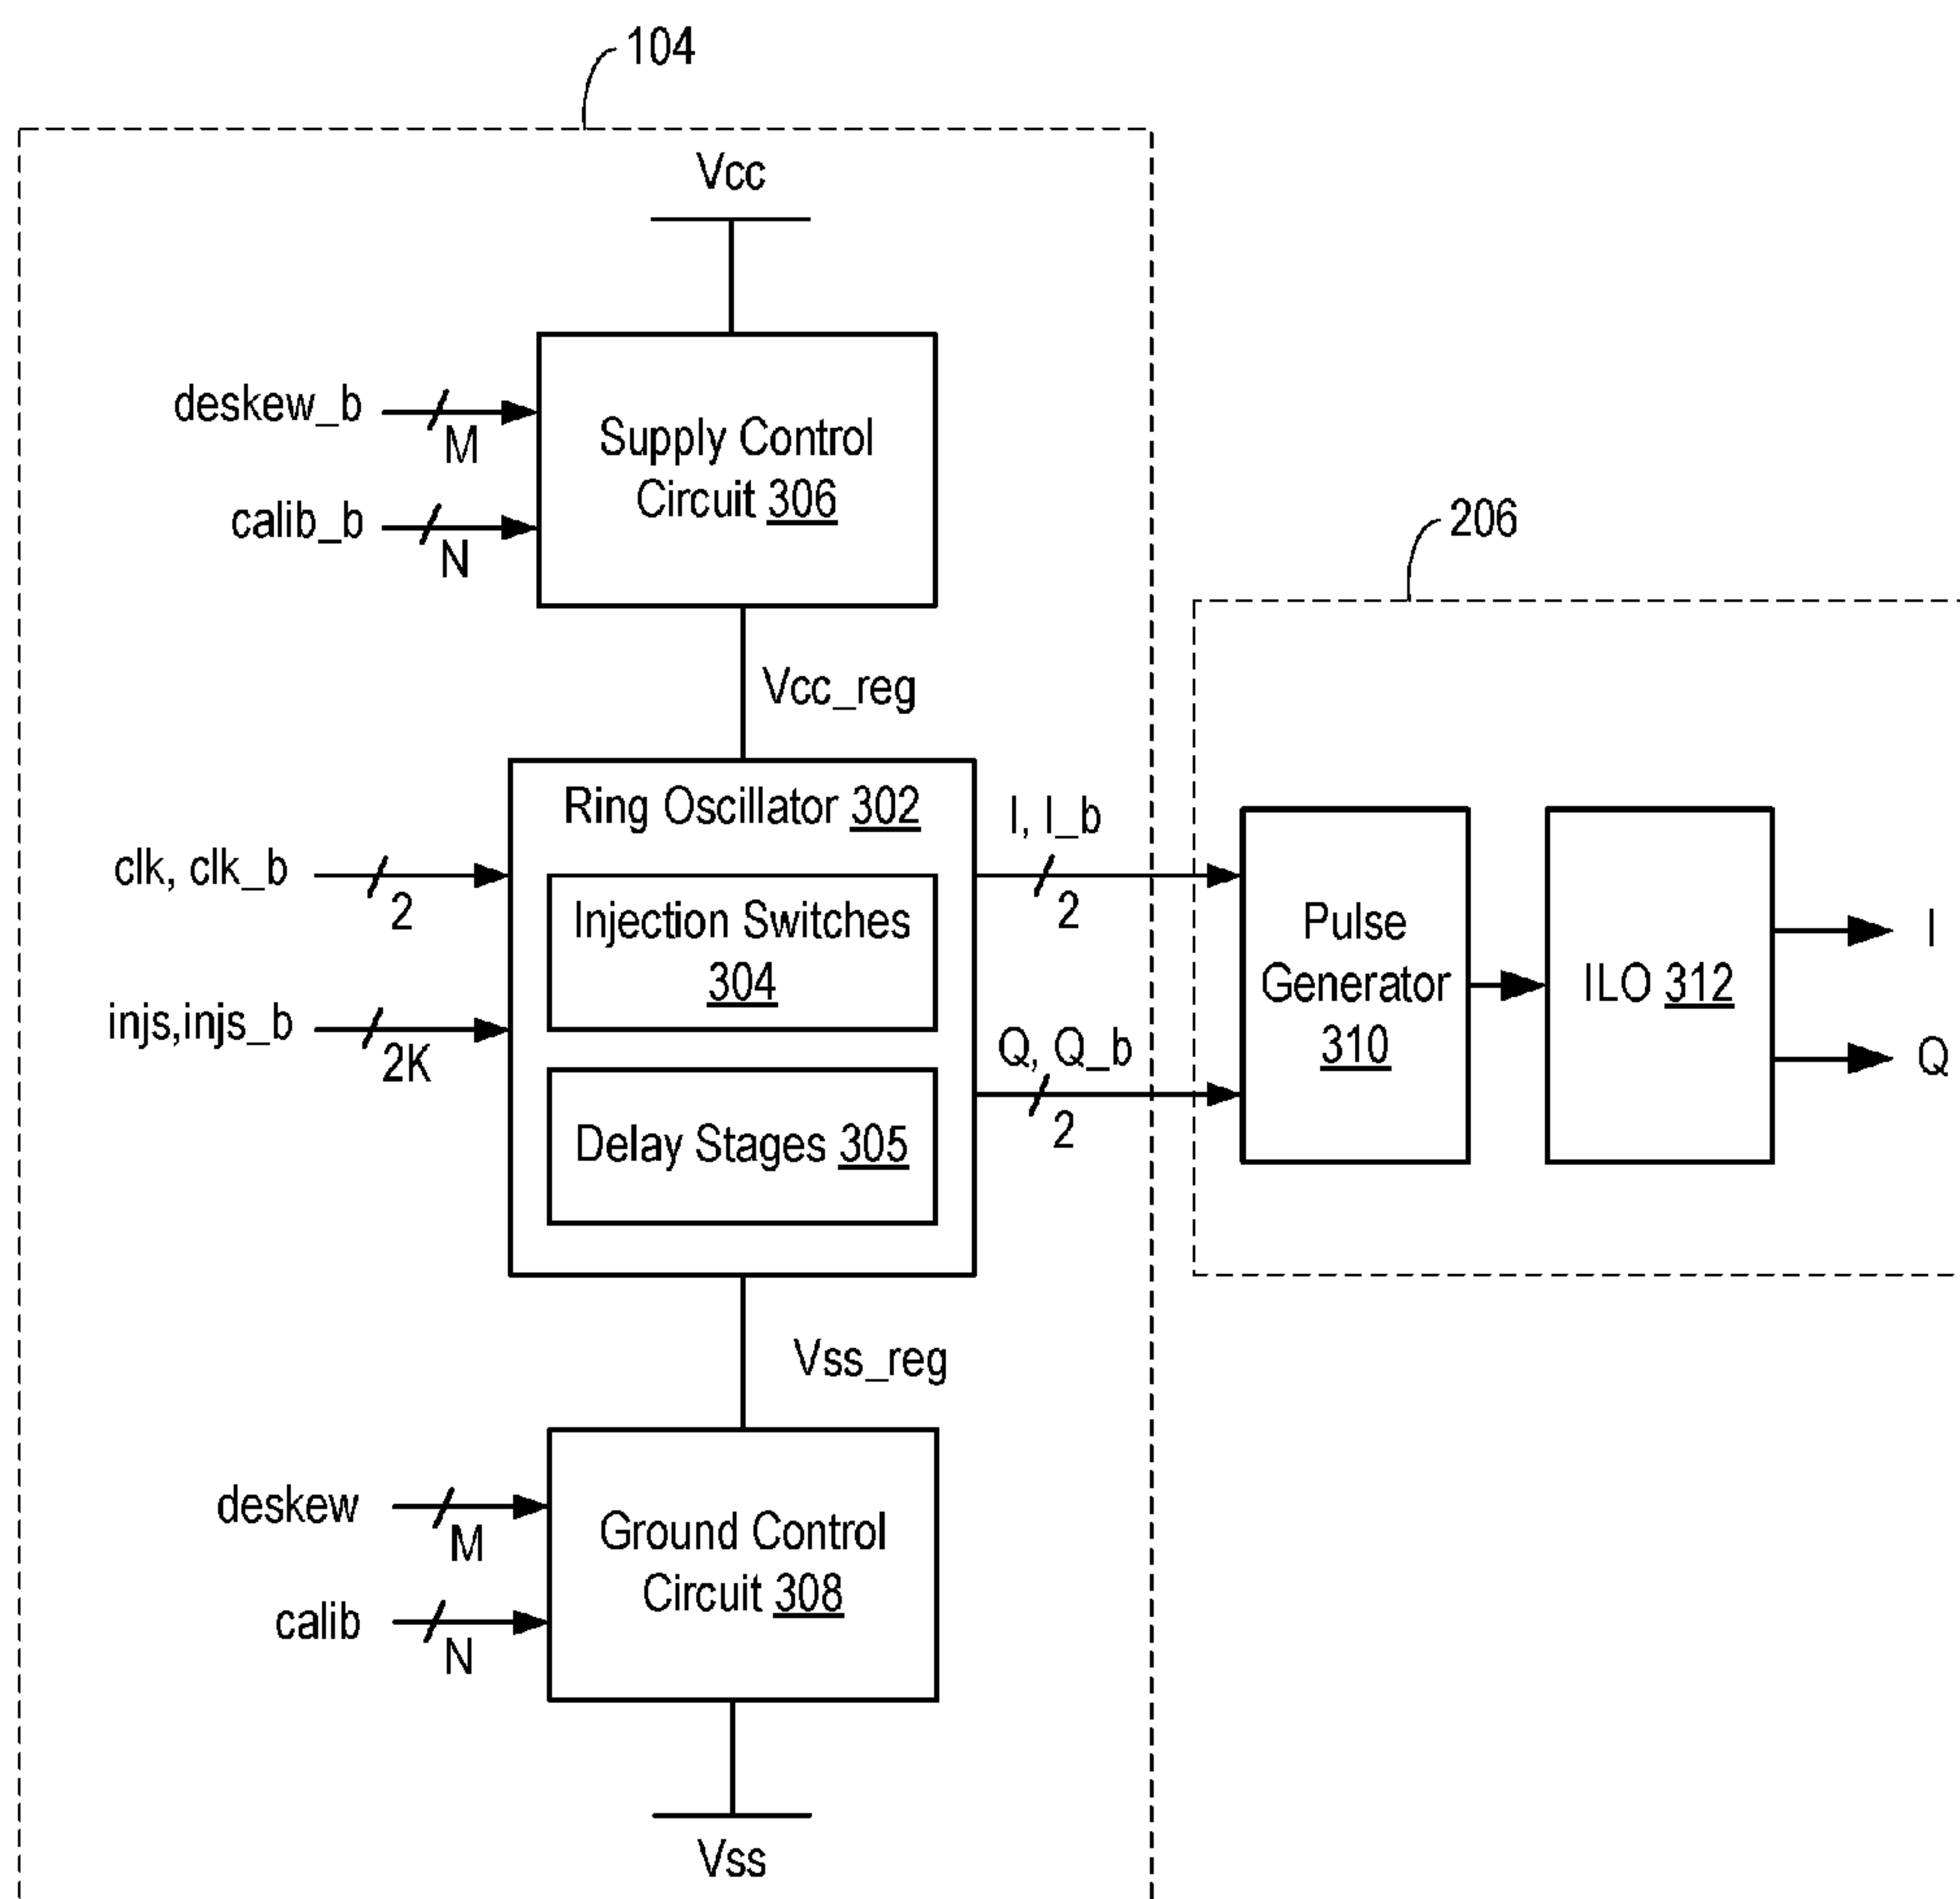 104
Vcc
deskew_b
M
calib_b
N
Supply Control
Circuit 306
Vcc_reg
206
Ring Oscillator 302
clk, clk_b
2
Injection Switches
304
injs,injs_b
2K
Delay Stages 305
I, I_b
2
Q, Q_b
2
Pulse
Generator
310
ILO 312
I
Q
Vss_reg
deskew
M
calib
N
Ground Control
Circuit 308
Vss